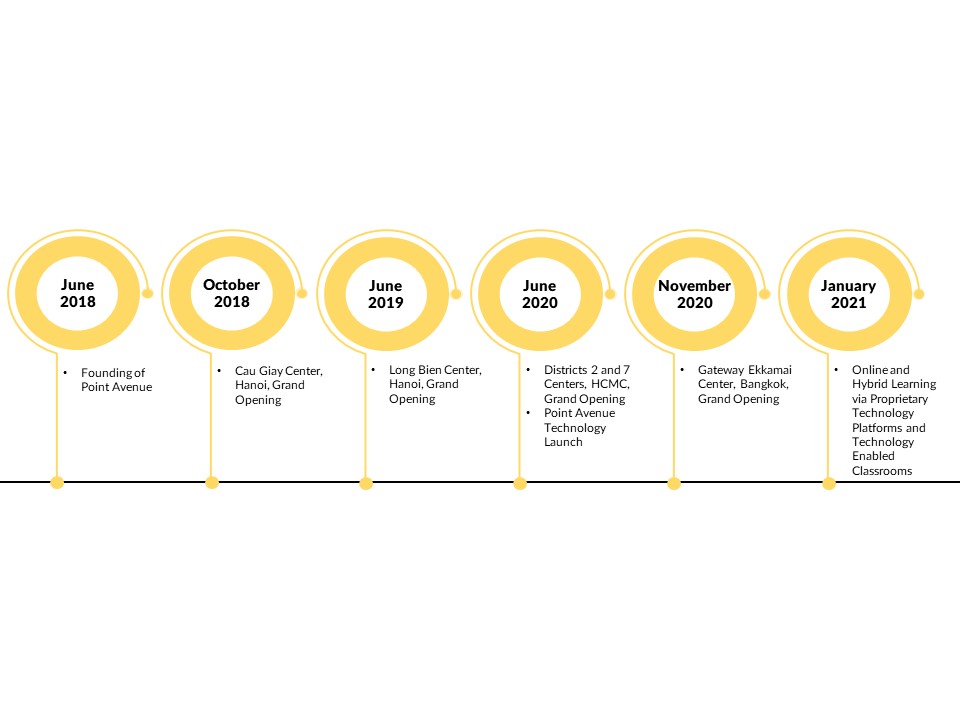 June
2018
• Founding of
Point Avenue
October
2018
• Cau Giay Center,
Hanoi, Grand
Opening
June
2019
• Long Bien Center,
Hanoi, Grand
Opening
June
2020
• Districts 2 and 7
Centers, HCMC,
Grand Opening
• Point Avenue
Technology
Launch
November
2020
• Gateway Ekkamai
Center, Bangkok,
Grand Opening
January
2021
• Online and
Hybrid Learning
via Proprietary
Technology
Platforms and
Technology
Enabled
Classrooms